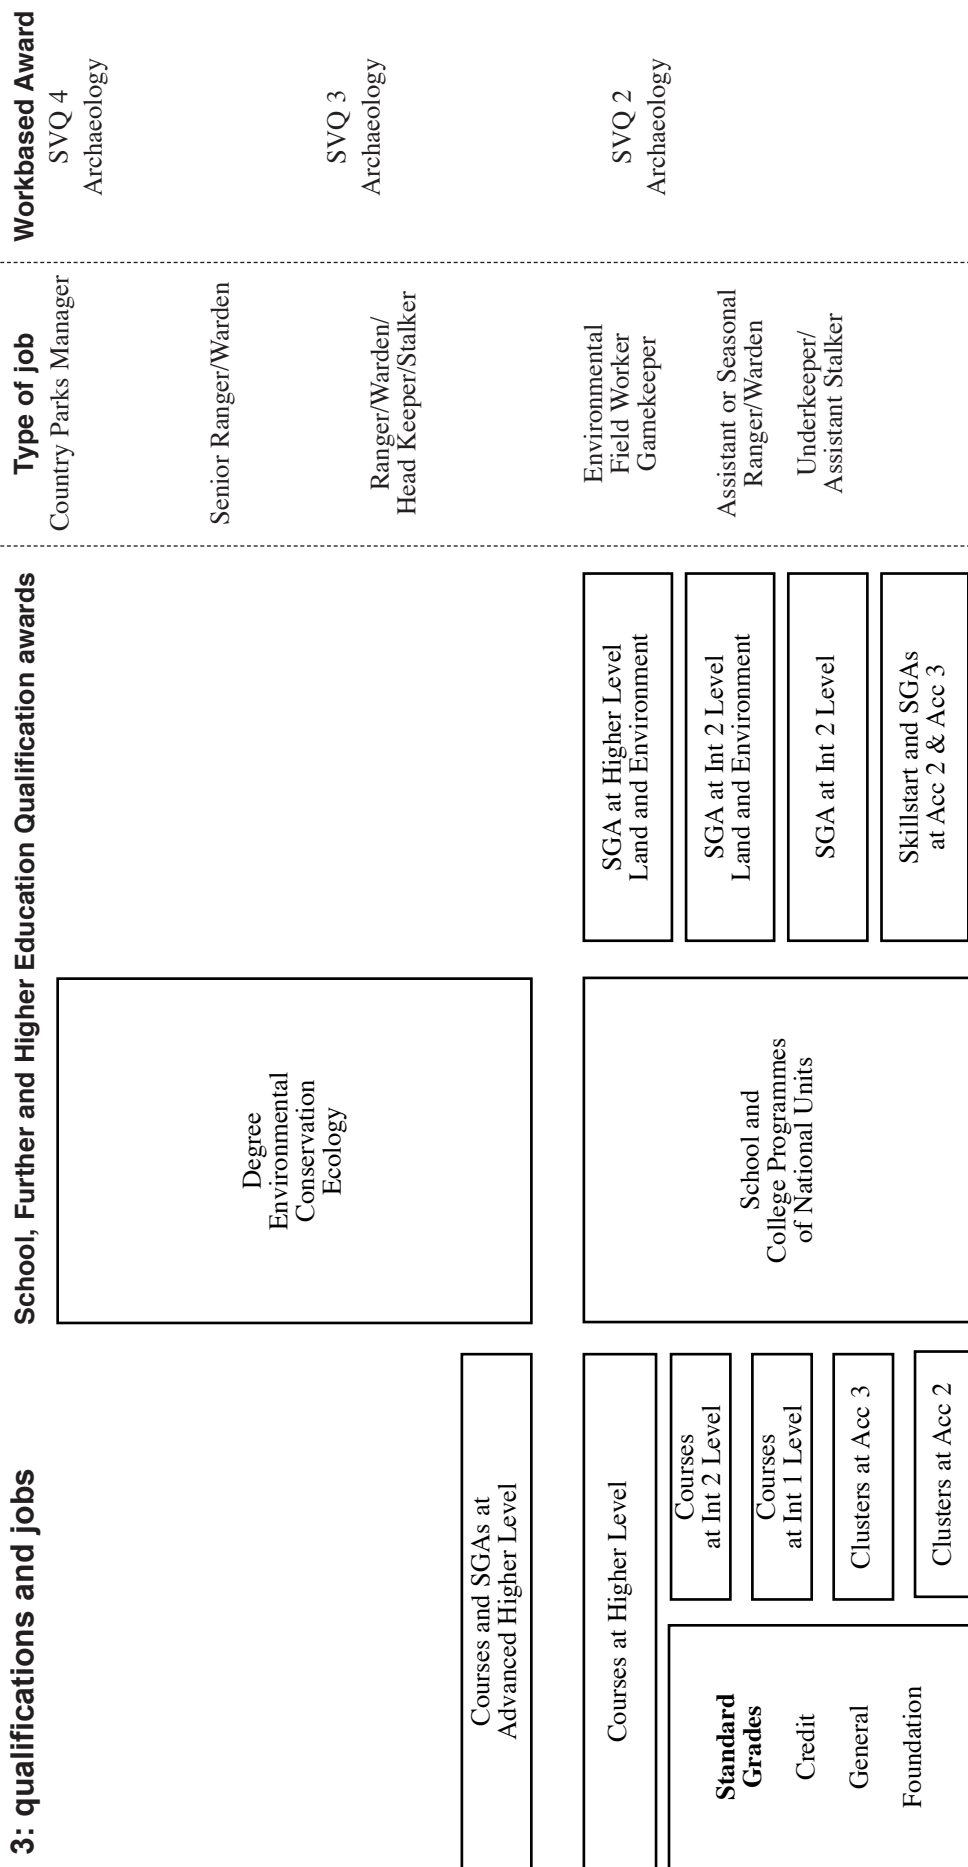 3: qualifications and jobs
School, Further and Higher Education Qualification awards
Type of job
Workbased Award
Country Parks Manager
SVQ 4
Archaeology
Degree
Environmental
Conservation
Ecology
Senior Ranger/Warden
Ranger/Warden/
Head Keeper/Stalker
SVQ 3
Archaeology
Courses and SGAs at
Advanced Higher Level
Courses at Higher Level
SGA at Higher Level
Land and Environment
Environmental
Field Worker
Gamekeeper
SVQ 2
Archaeology
Standard
Grades
Credit
General
Foundation
Courses
at Int 2 Level
Courses
at Int 1 Level
Clusters at Acc 3
Clusters at Acc 2
School and
College Programmes
of National Units
SGA at Int 2 Level
Land and Environment
SGA at Int 2 Level
Skillstart and SGAs
at Acc 2 & Acc 3
Assistant or Seasonal
Ranger/Warden
Underkeeper/
Assistant Stalker